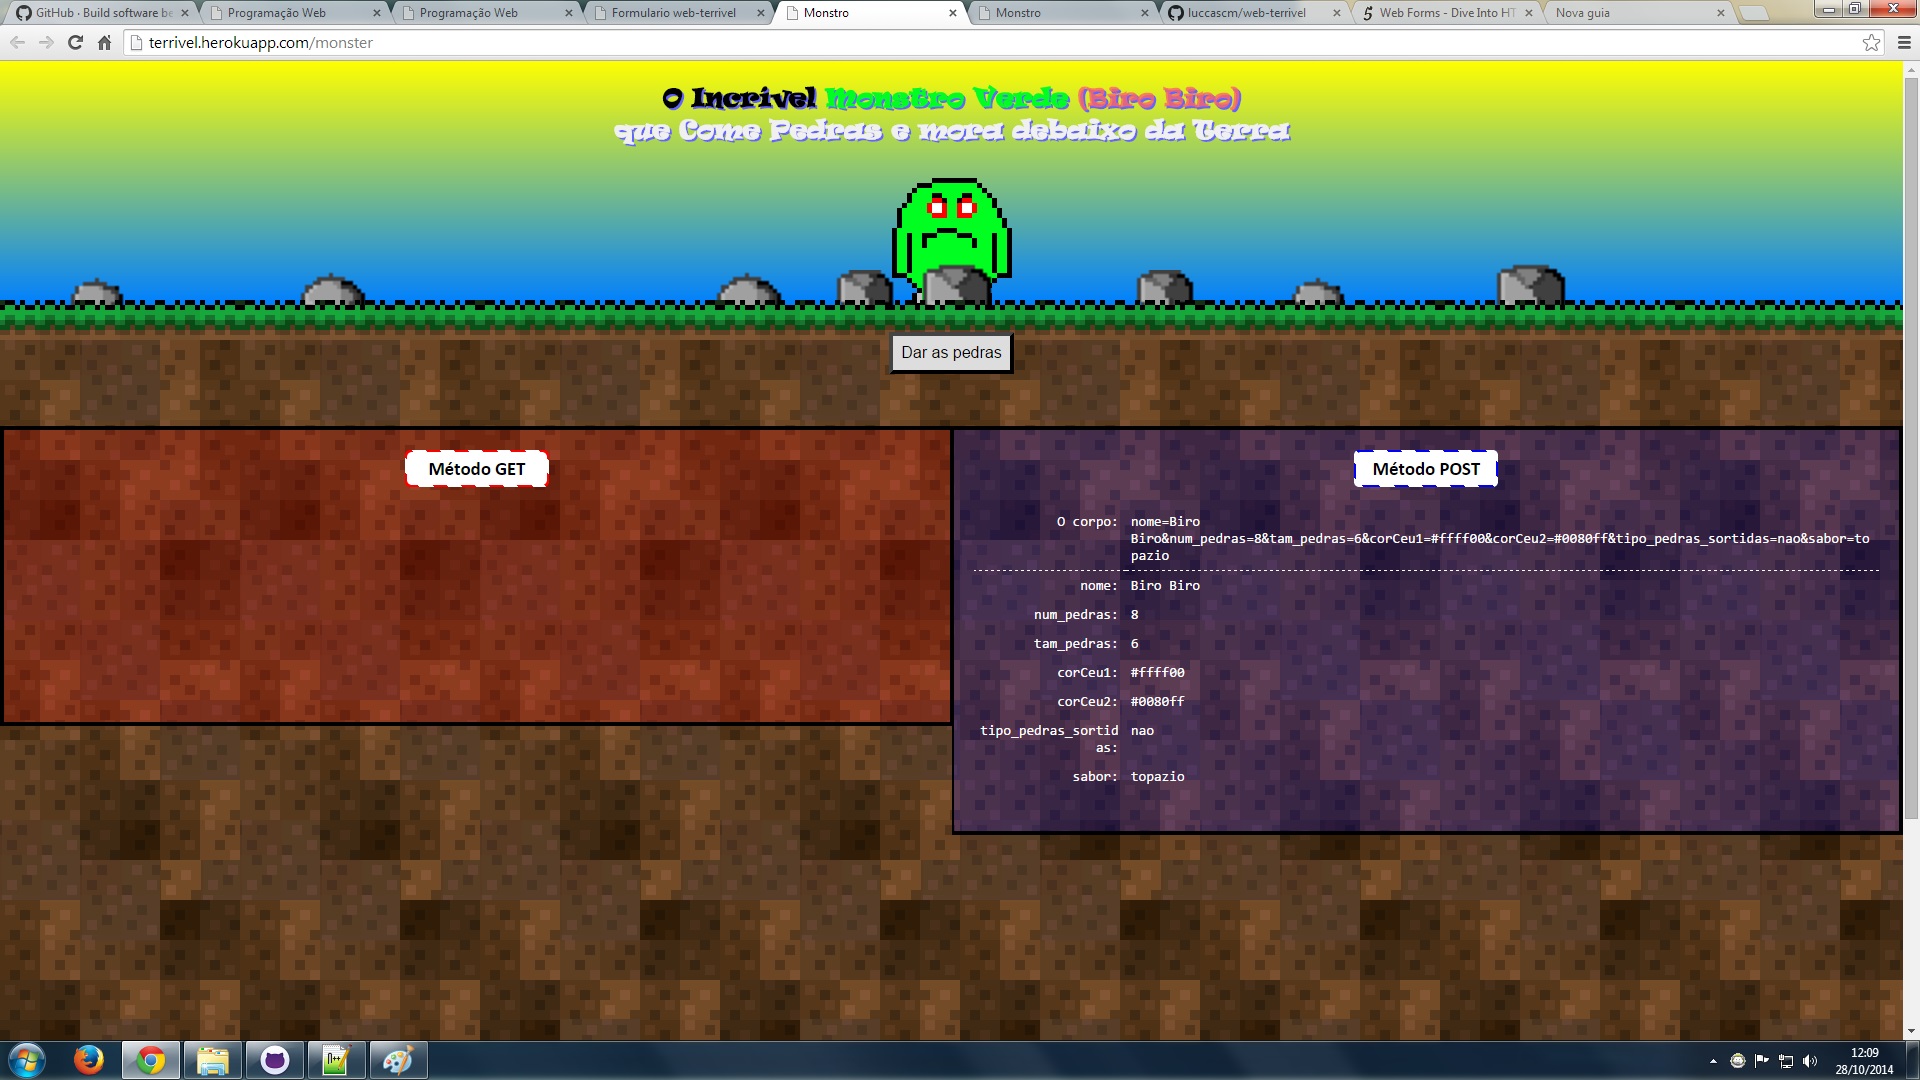 GitHub · Build software be
Programação Web
Programação Web
Formulario web-terrivel
Monstro
Monstro
luccascm/web-terrivel
Web Forms - Dive Into HT
Nova guia
terrivel.herokuapp.com/monster
O Incrivel Monstro Verde (Biro Biro)
que Come Pedras e mora debaixo da Terra
Dar as pedras
Método GET
Método POST
O corpo: nome=Biro
Biro&num_pedras=8&tam_pedras=6&corCeu1=#ffff00&corCeu2=#0080ff&tipo_pedras_sortidas=nao&sabor=to
pazio
nome: Biro Biro
num_pedras: 8
tam_pedras: 6
corCeu1: #ffff00
corCeu2: #0080ff
tipo_pedras_sortid nao
as:
sabor: topazio
12:09
28/10/2014